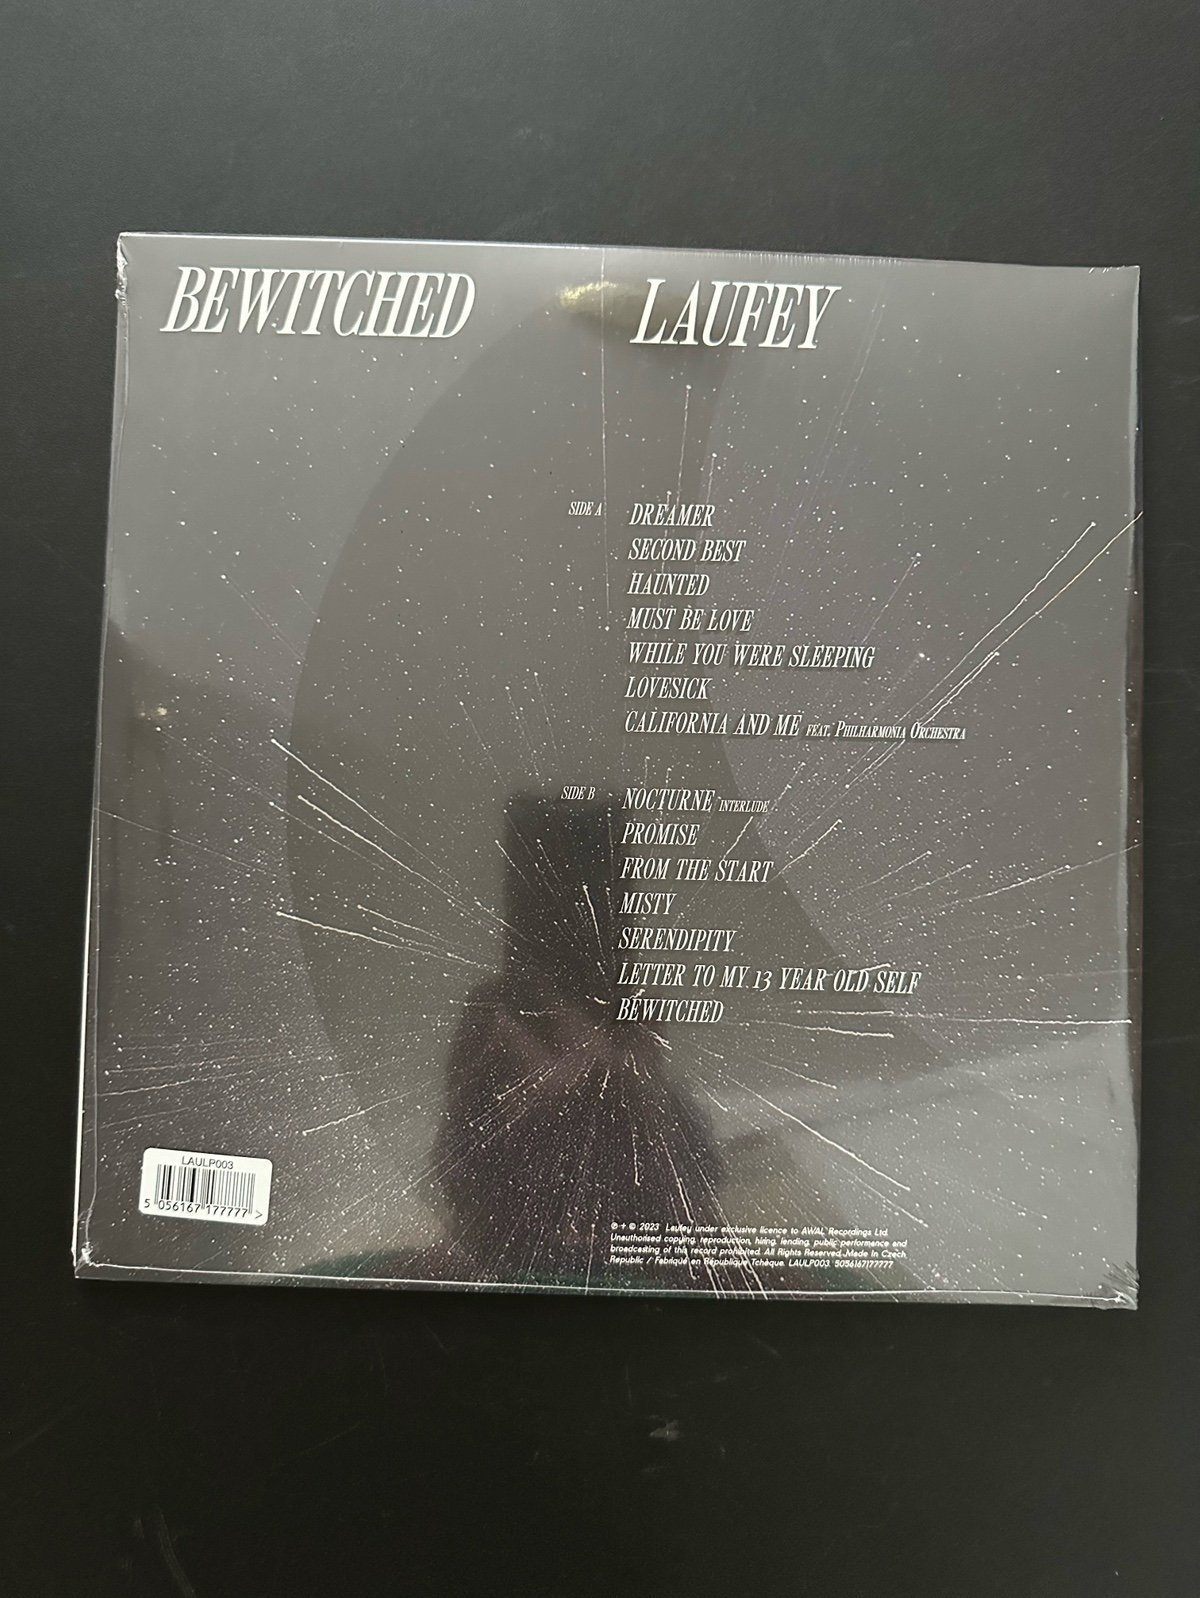 BEWITCHED LAUFEY
SIDE A DREAMER
SECOND BEST
HAUNTED
MUST BE LOVE
WHILE YOU WERE SLEEPING
LOVESICK
CALIFORNIA AND ME FEAT. PHILHARMONIA ORCHESTRA
SIDE B NOCTURNE INTERLUDE
PROMISE
FROM THE START
MISTY
SERENDIPITY
LETTER TO MY 13 YEAR OLD SELF
BEWITCHED
LAULP003
5 056167 177777 >
℗ + © 2023 Laufey under exclusive licence to AWAL Recordings Ltd.
Unauthorised copying, reproduction, hiring, lending, public performance and
broadcasting of this record prohibited. All Rights Reserved. Made In Czech
Republic / Fabriqué en République Tchèque. LAULP003. 5056167177777